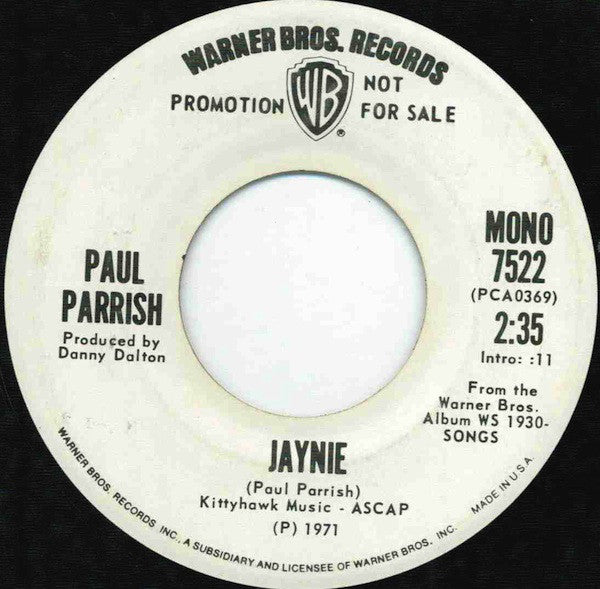 WARNER BROS. RECORDS
PROMOTION WB NOT
FOR SALE
®
PAUL
PARRISH
Produced by
Danny Dalton
MONO
7522
(PCA0369)
2:35
Intro: :11
From the
Warner Bros.
Album WS 1930-
SONGS
JAYNIE
(Paul Parrish)
Kittyhawk Music - ASCAP
(P) 1971
WARNER BROS. RECORDS INC., A SUBSIDIARY AND LICENSEE OF WARNER BROS., INC.
MADE IN U.S.A.